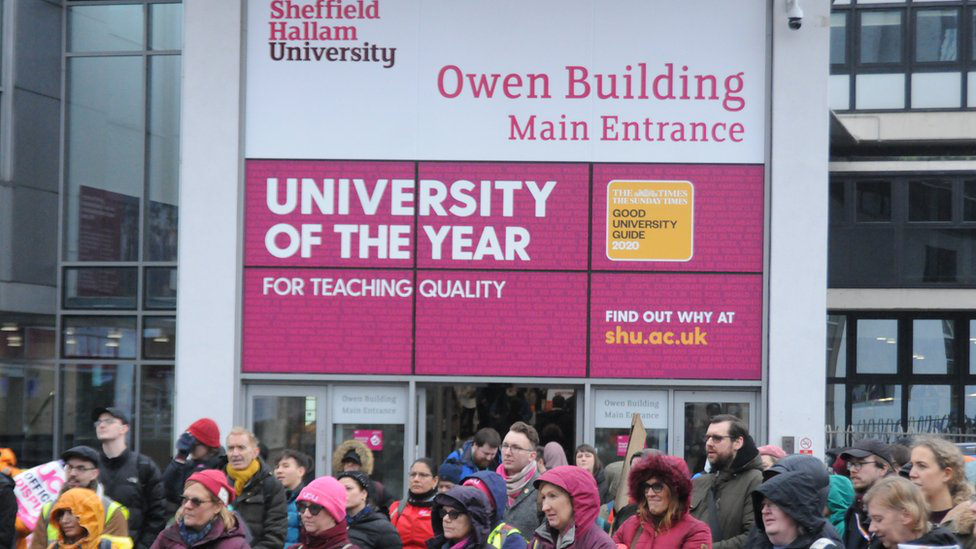 Sheffield
Hallam
University
Owen Building
Main Entrance
UNIVERSITY
OF THE YEAR
FOR TEACHING QUALITY
THE TIMES
THE SUNDAY TIMES
GOOD
UNIVERSITY
GUIDE
2020
FIND OUT WHY AT
shu.ac.uk
Owen Building
Main Entrance
Owen Building
Main Entrance